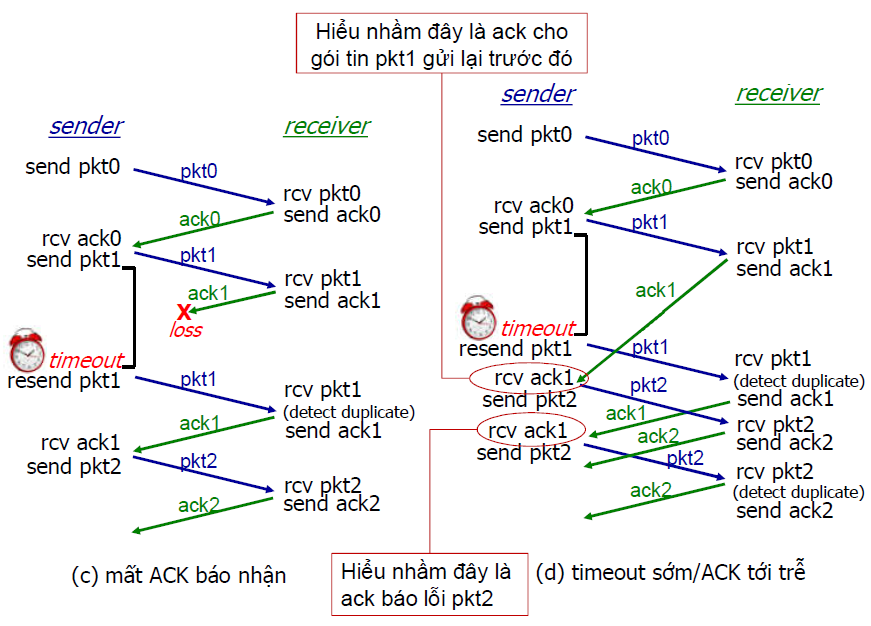 Hiểu nhầm đây là ack cho
gói tin pkt1 gửi lại trước đó
sender
receiver
send pkt0
pkt0
rcv pkt0
send ack0
ack0
rcv ack0
send pkt1
pkt1
rcv pkt1
send ack1
ack1
X
loss
timeout
resend pkt1
pkt1
rcv pkt1
(detect duplicate)
send ack1
ack1
rcv ack1
send pkt2
pkt2
rcv pkt2
send ack2
ack2
(c) mất ACK báo nhận
sender
receiver
send pkt0
pkt0
rcv pkt0
send ack0
ack0
rcv ack0
send pkt1
pkt1
rcv pkt1
send ack1
ack1
timeout
resend pkt1
pkt1
rcv pkt1
(detect duplicate)
send ack1
rcv ack1
send pkt2
pkt2
ack1
rcv pkt2
send ack2
rcv ack1
send pkt2
ack2
pkt2
rcv pkt2
(detect duplicate)
send ack2
ack2
Hiểu nhầm đây là
ack báo lỗi pkt2
(d) timeout sớm/ACK tới trễ